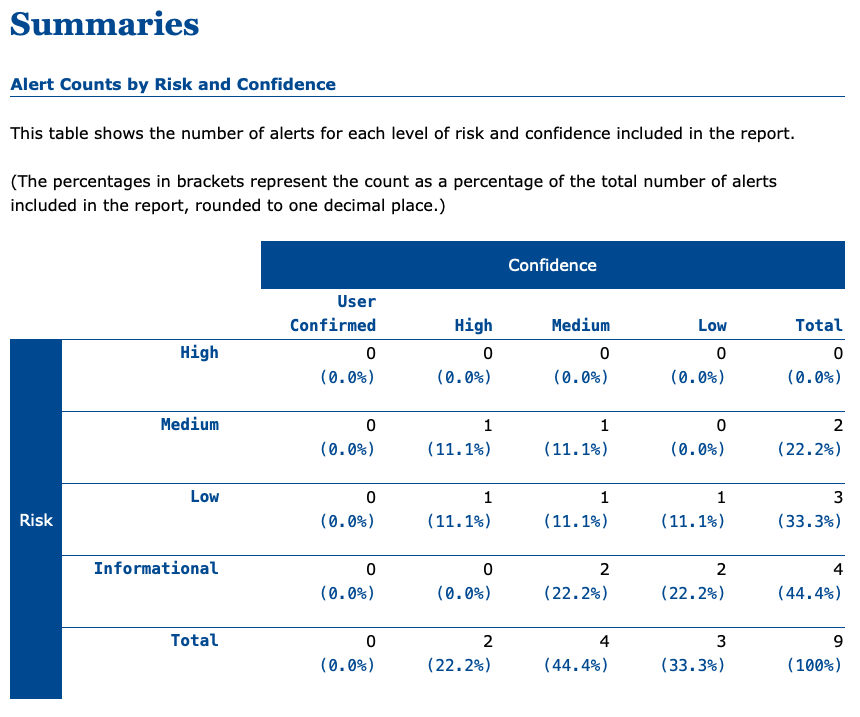 Summaries
Alert Counts by Risk and Confidence
This table shows the number of alerts for each level of risk and confidence included in the report.
(The percentages in brackets represent the count as a percentage of the total number of alerts
included in the report, rounded to one decimal place.)
Confidence
User
Confirmed High Medium Low Total
High 0 0 0 0 0
(0.0%) (0.0%) (0.0%) (0.0%) (0.0%)
Medium 0 1 1 0 2
(0.0%) (11.1%) (11.1%) (0.0%) (22.2%)
Low 0 1 1 1 3
Risk (0.0%) (11.1%) (11.1%) (11.1%) (33.3%)
Informational 0 0 2 2 4
(0.0%) (0.0%) (22.2%) (22.2%) (44.4%)
Total 0 2 4 3 9
(0.0%) (22.2%) (44.4%) (33.3%) (100%)